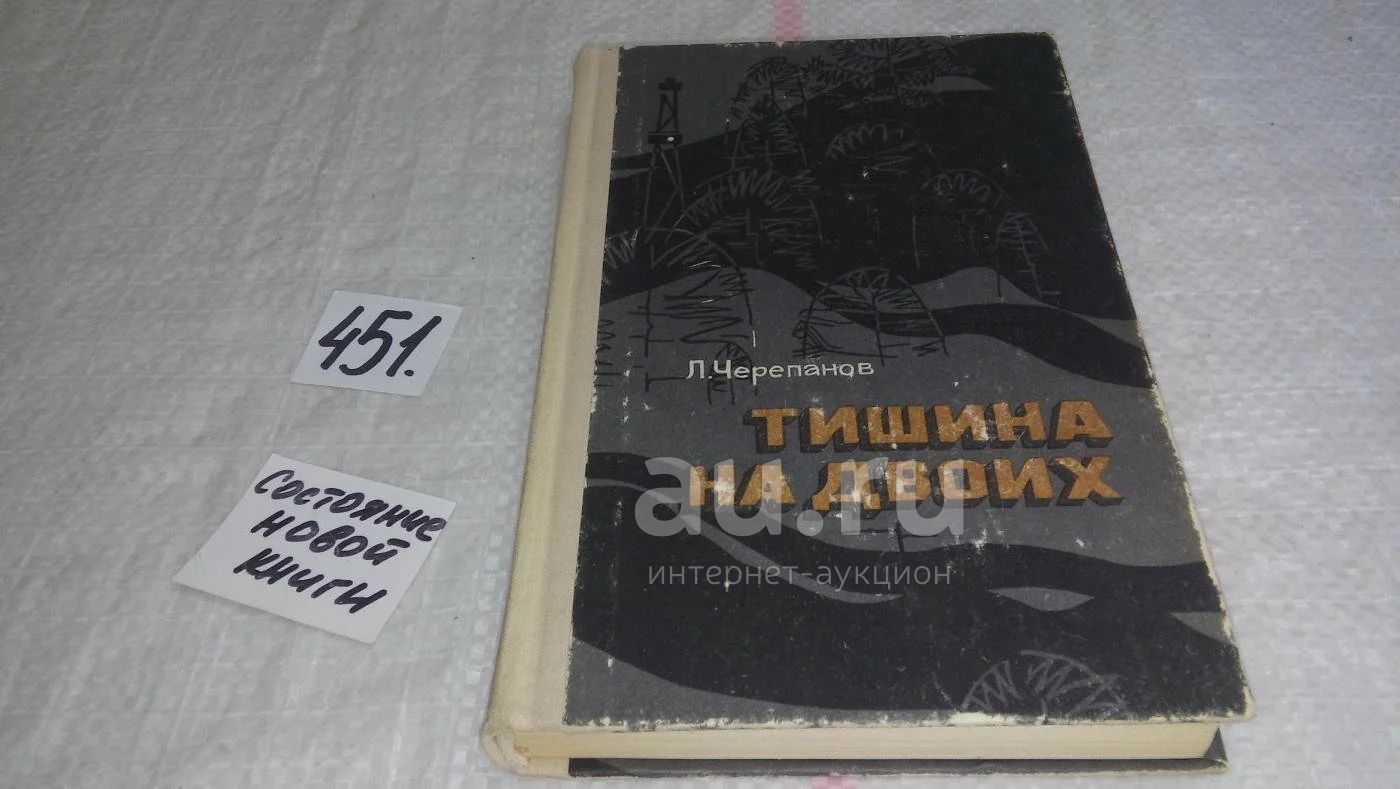 451.
Состояние
новой
книги
Л.Черепанов
ТИШИНА
НА ДВОИХ
au.ru
интернет-аукцион